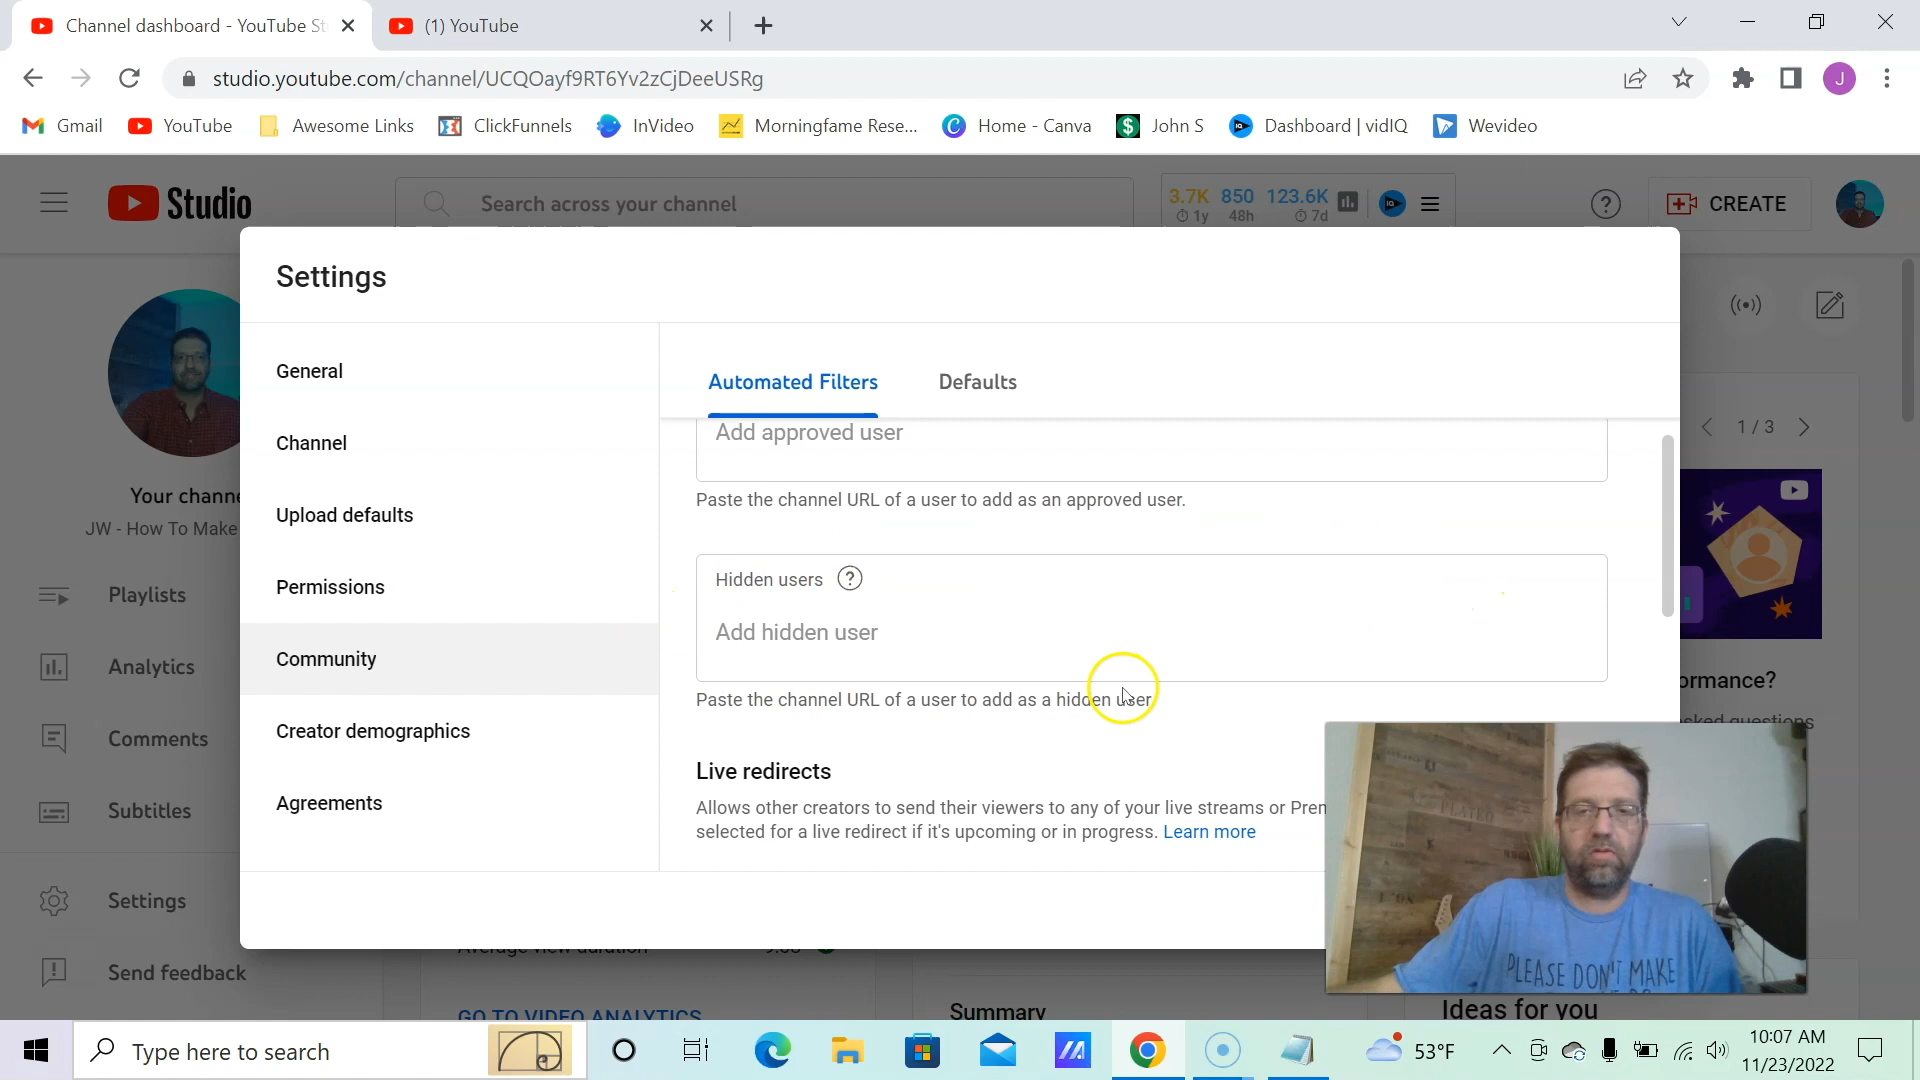 Channel dashboard - YouTube St
(1) YouTube
studio.youtube.com/channel/UCQOayf9RT6Yv2zCjDeeUSRg
J
Gmail
YouTube
Awesome Links
ClickFunnels
InVideo
Morningfame Rese...
Home - Canva
John S
Dashboard | vidIQ
Wevideo
Studio
Search across your channel
3.7K 850 123.6K
1y 48h 7d
CREATE
Settings
General
Channel
Upload defaults
Permissions
Community
Creator demographics
Agreements
Automated Filters
Defaults
Add approved user
Paste the channel URL of a user to add as an approved user.
Hidden users
Add hidden user
Paste the channel URL of a user to add as a hidden user
Live redirects
Allows other creators to send their viewers to any of your live streams or Pren
selected for a live redirect if it's upcoming or in progress. Learn more
Your channe
JW - How To Make
Playlists
Analytics
Comments
Subtitles
Settings
Send feedback
1 / 3
ormance?
sked questions
GO TO VIDEO ANALYTICS
Summary
Ideas for you
PLEASE DON'T MAKE
Type here to search
53°F
10:07 AM
11/23/2022